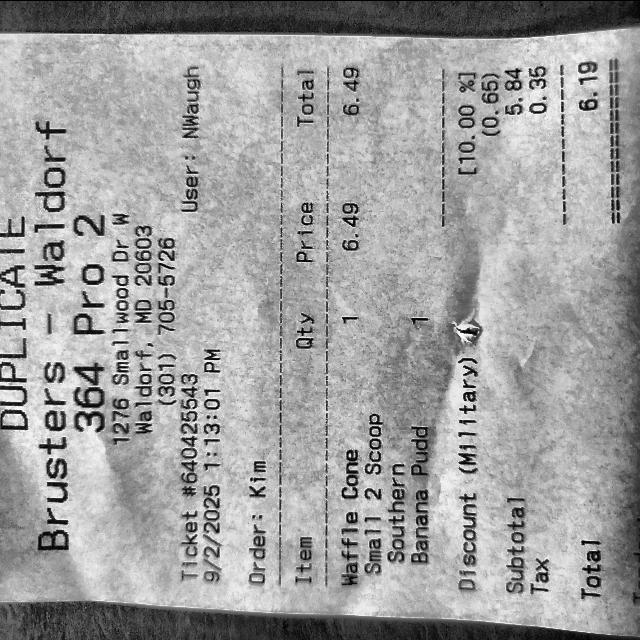 DUPLICATE
Brusters - Waldorf
364 Pro 2
1276 Smallwood Dr W
Waldorf, MD 20603
(301) 705-5726
Ticket #640425543 User: NWaugh
9/2/2025 1:13:01 PM
Order: Kim
Item Qty Price Total
Waffle Cone 1 6.49 6.49
Small 2 Scoop
Southern 1
Banana Pudd
Discount (Military) [10.00 %]
(0.65)
Subtotal 5.84
Tax 0.35
Total 6.19